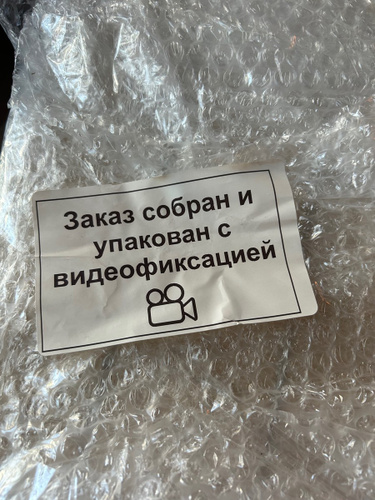 Заказ собран и
упакован с
видеофиксацией